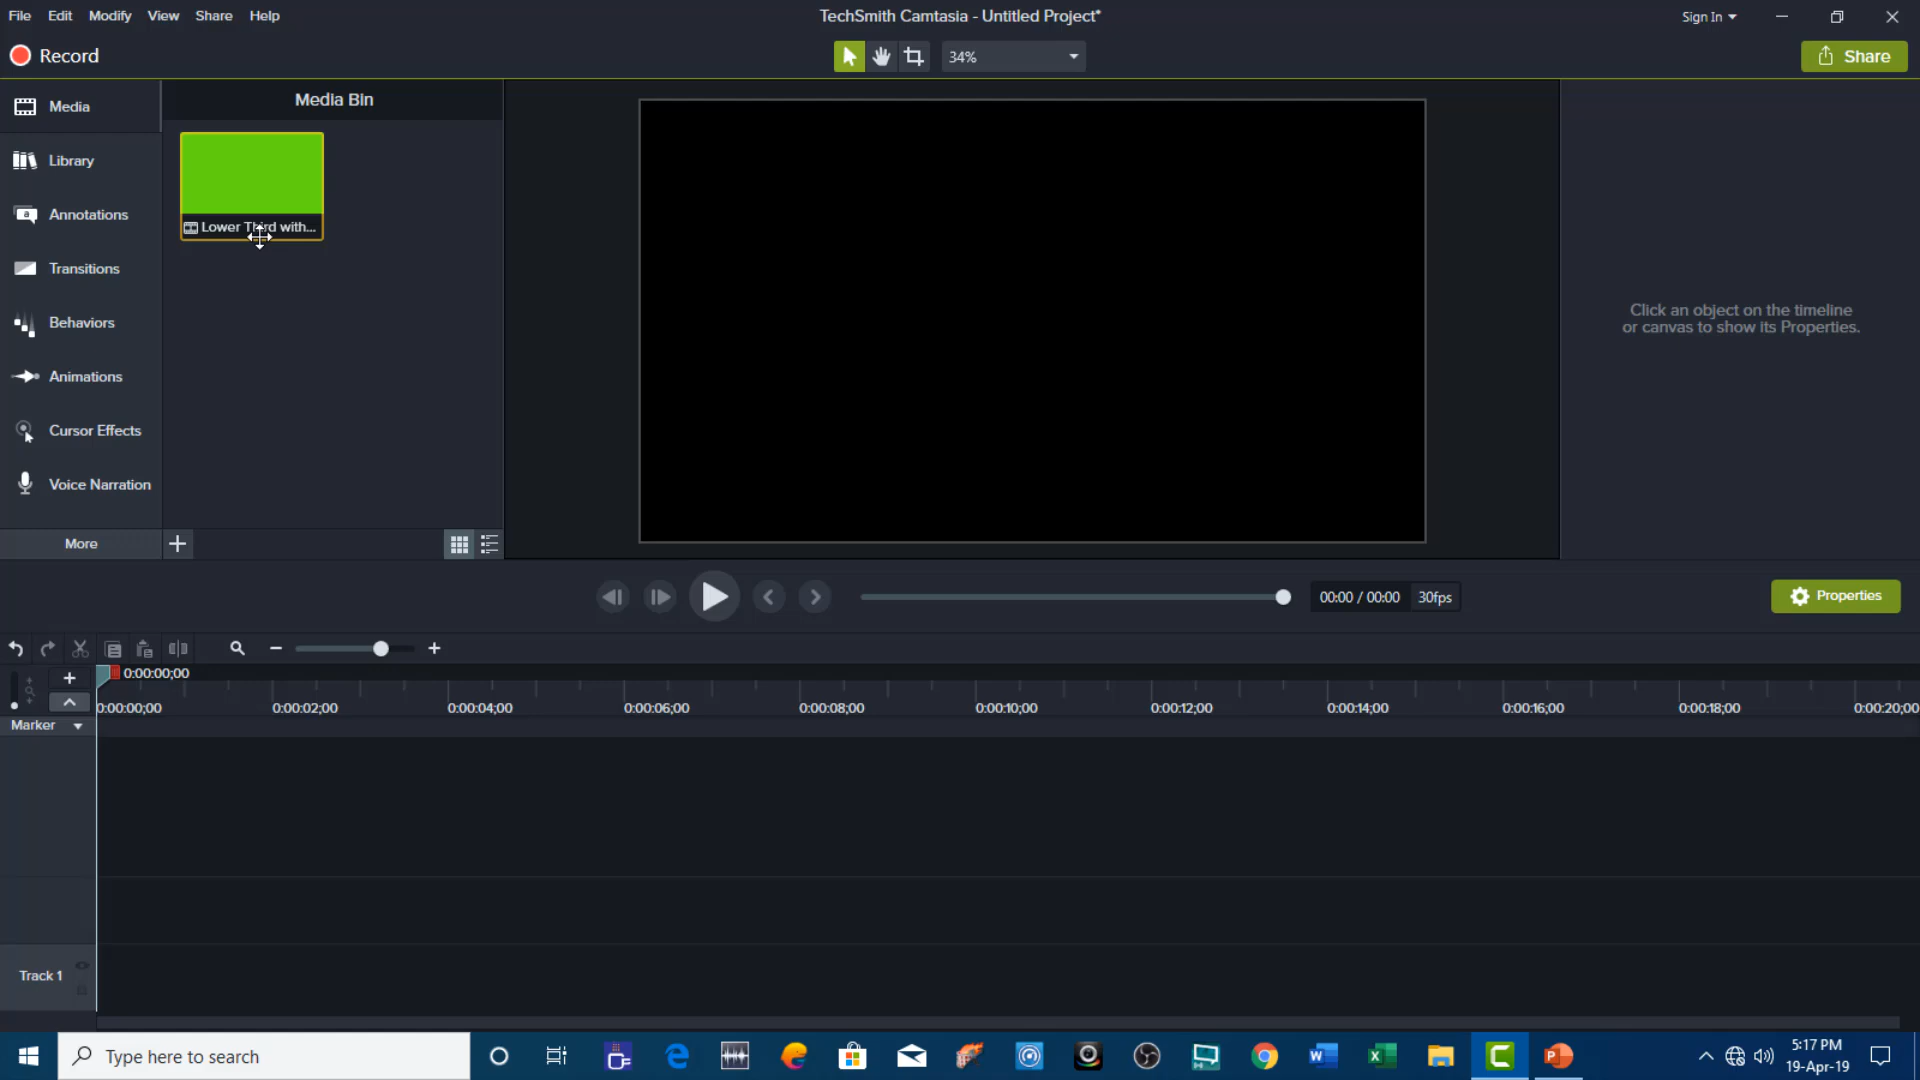 File Edit Modify View Share Help
TechSmith Camtasia - Untitled Project*
Sign In
Record
34%
Share
Media
Media Bin
Library
Lower Third with...
Annotations
Transitions
Behaviors
Animations
Cursor Effects
Voice Narration
Click an object on the timeline
or canvas to show its Properties.
More
00:00 / 00:00 30fps
Properties
0:00:00;00
0:00:00;00 0:00:02;00 0:00:04;00 0:00:06;00 0:00:08;00 0:00:10;00 0:00:12;00 0:00:14;00 0:00:16;00 0:00:18;00 0:00:20;00
Marker
Track 1
Type here to search
5:17 PM
19-Apr-19